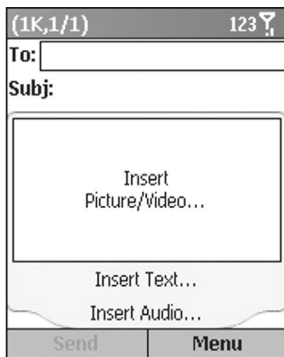 (1K,1/1) 123
To:
Subj:
Insert
Picture/Video...
Insert Text...
Insert Audio...
Send Menu